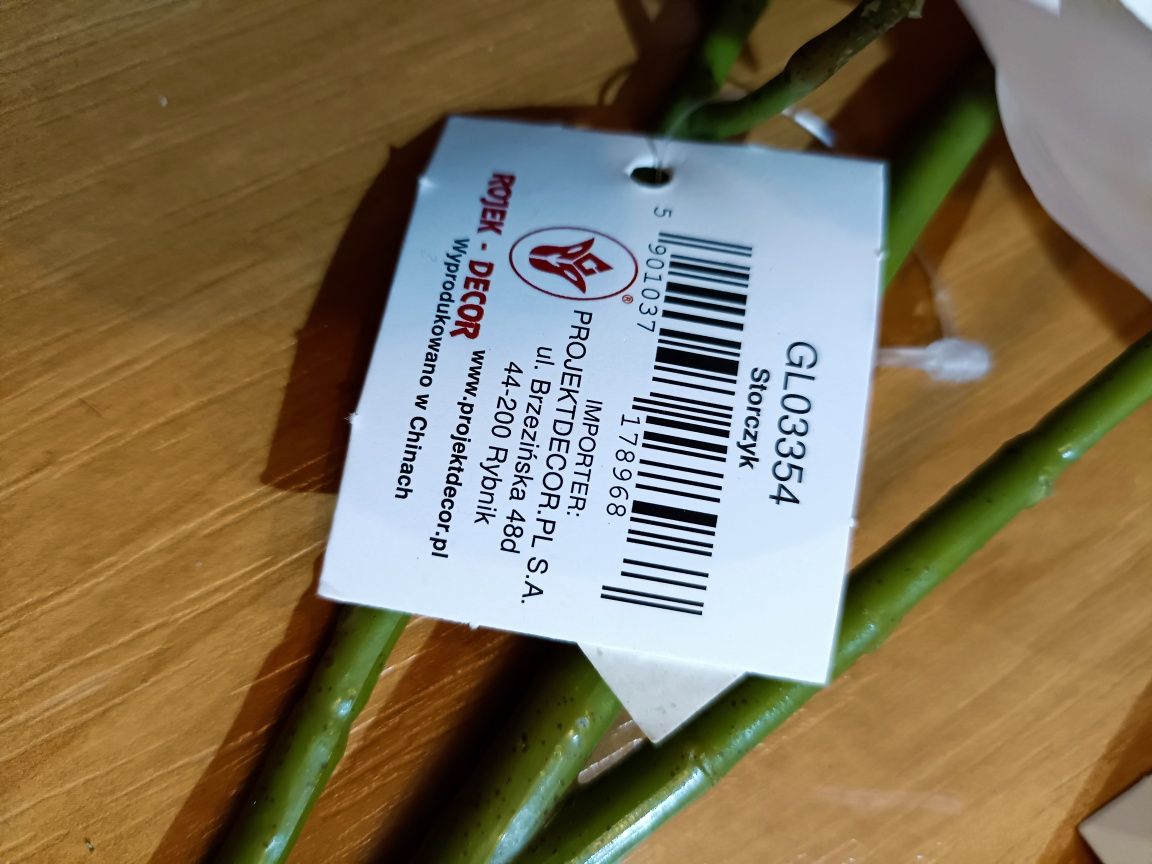 GL03354
Storczyk
5 901037 178968
IMPORTER:
PROJEKTDECOR.PL S.A.
ul. Brzezińska 48d
44-200 Rybnik
®
www.projektdecor.pl
ROJEK - DECOR
Wyprodukowano w Chinach